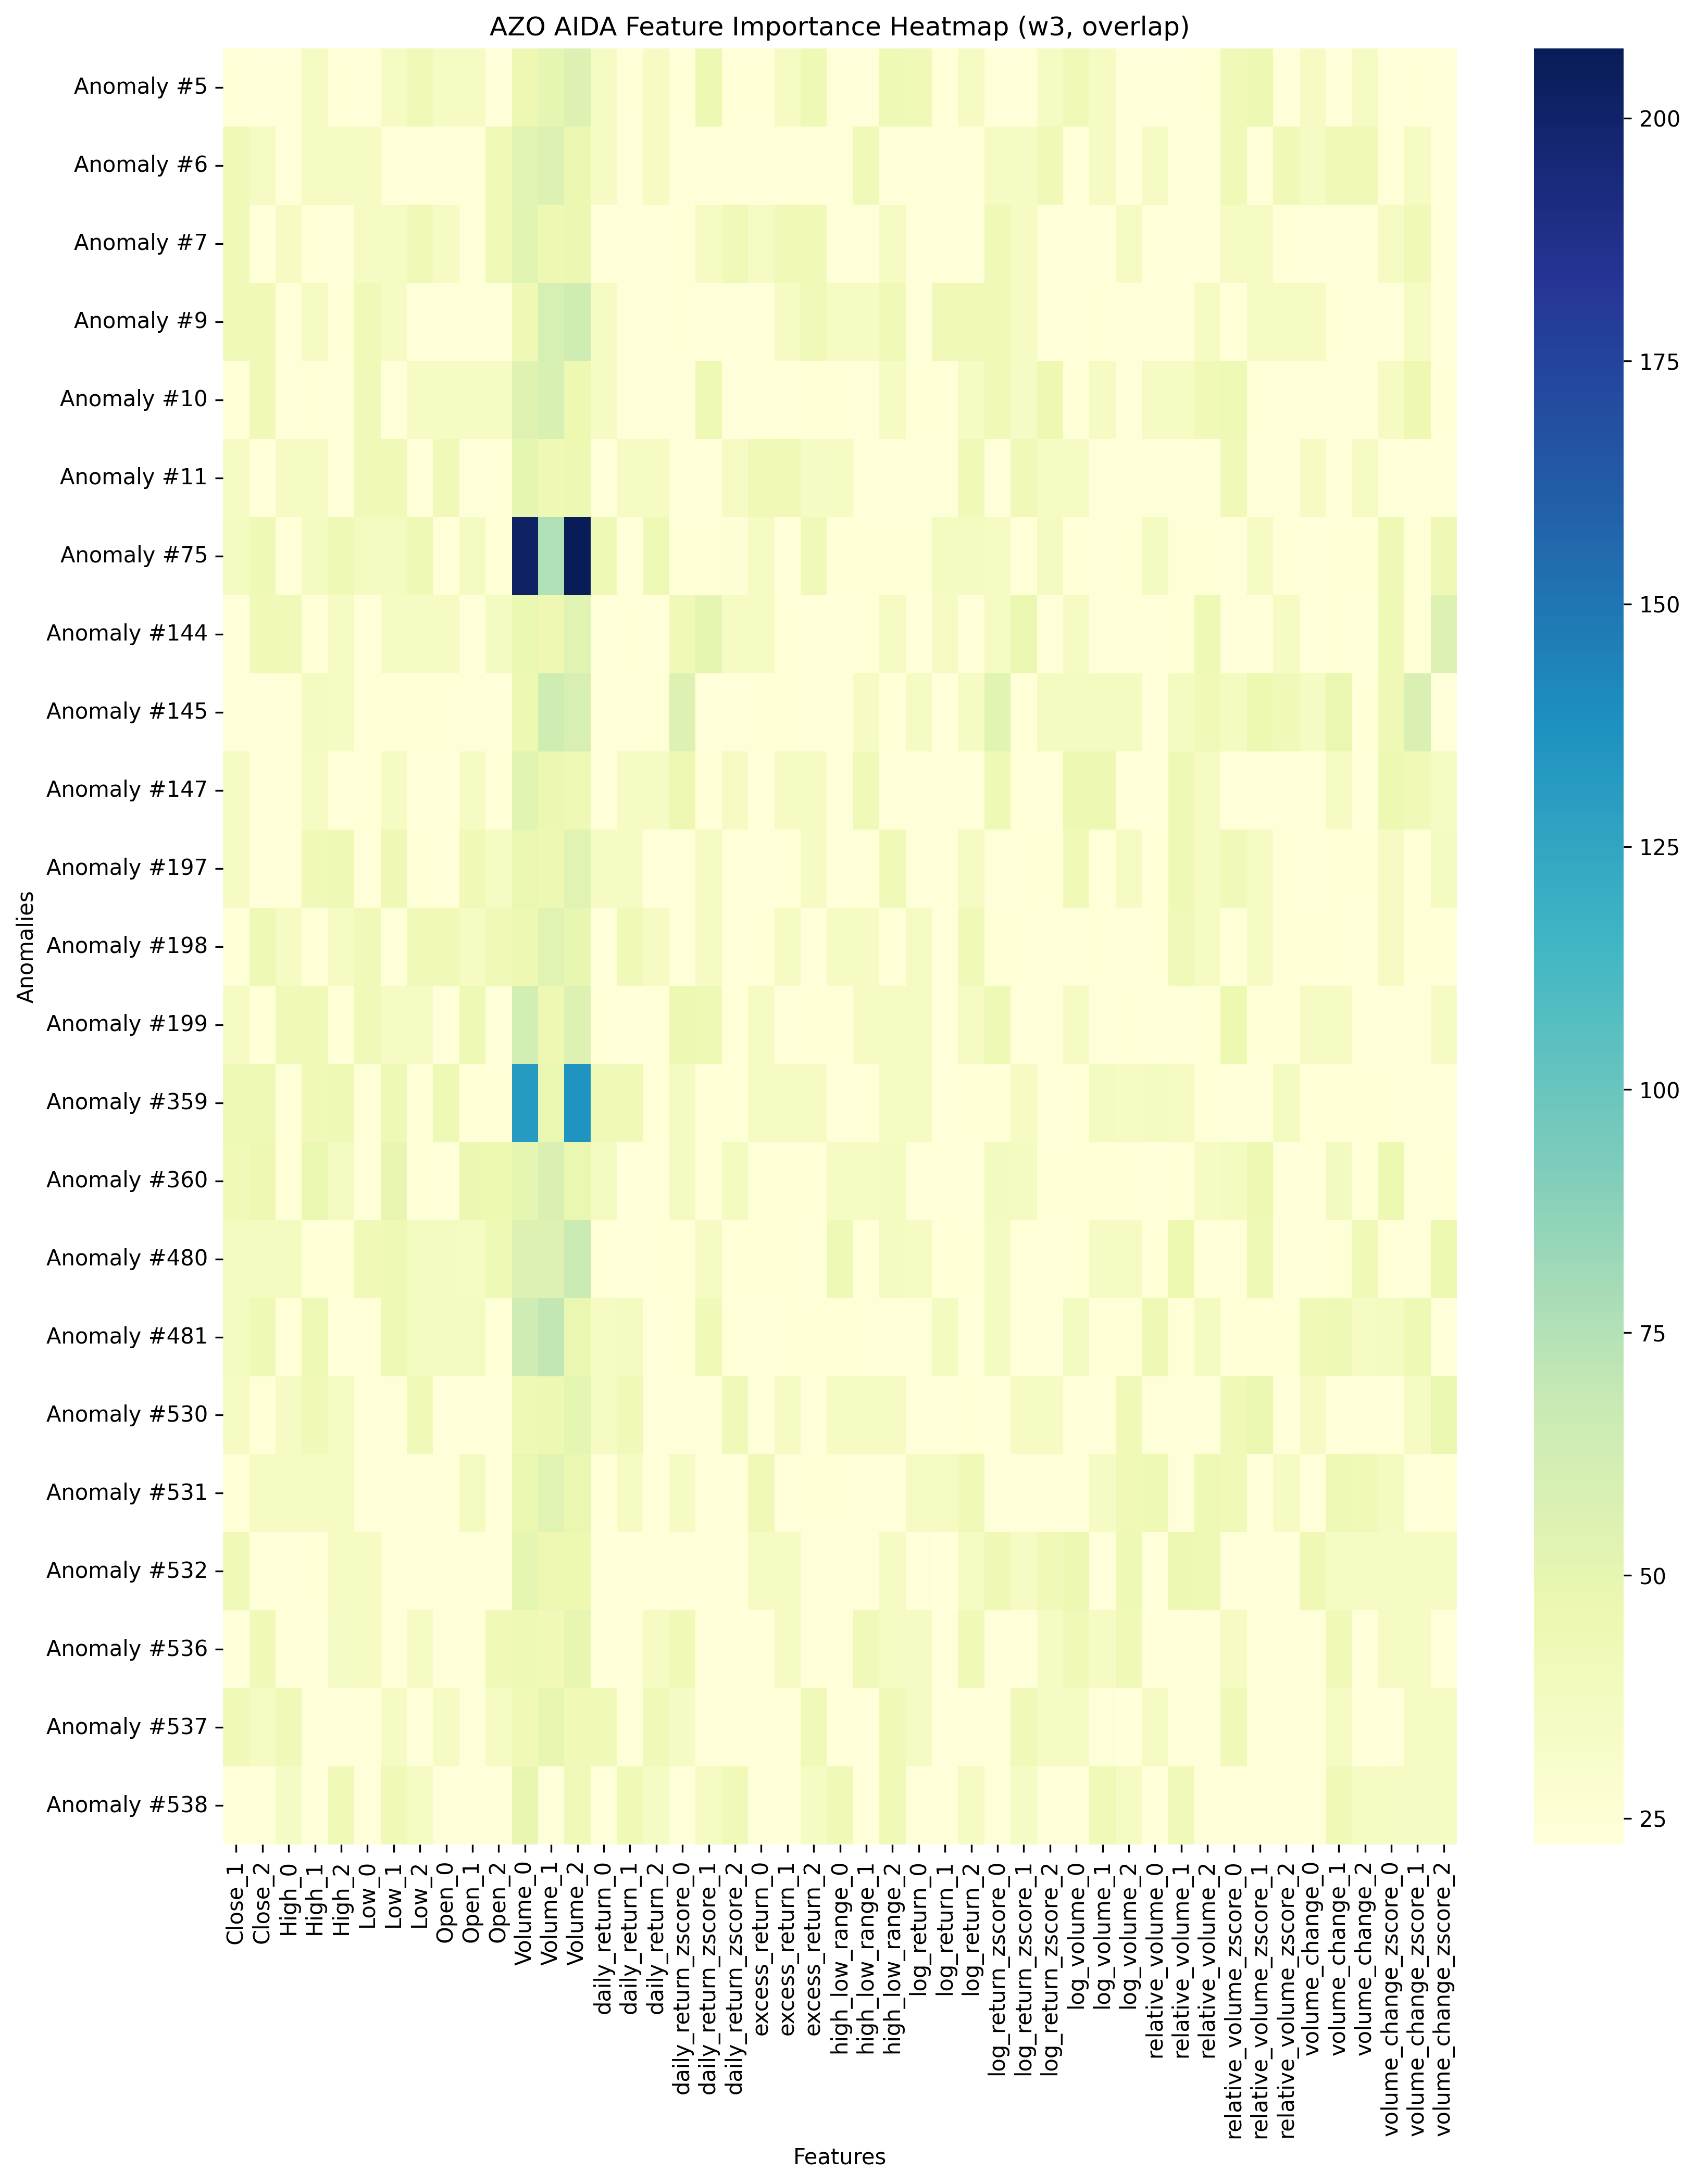 AZO AIDA Feature Importance Heatmap (w3, overlap)
Anomalies
Anomaly #5
Anomaly #6
Anomaly #7
Anomaly #9
Anomaly #10
Anomaly #11
Anomaly #75
Anomaly #144
Anomaly #145
Anomaly #147
Anomaly #197
Anomaly #198
Anomaly #199
Anomaly #359
Anomaly #360
Anomaly #480
Anomaly #481
Anomaly #530
Anomaly #531
Anomaly #532
Anomaly #536
Anomaly #537
Anomaly #538
200
175
150
125
100
75
50
25
Close_1
Close_2
High_0
High_1
High_2
Low_0
Low_1
Low_2
Open_0
Open_1
Open_2
Volume_0
Volume_1
Volume_2
daily_return_0
daily_return_1
daily_return_2
daily_return_zscore_0
daily_return_zscore_1
daily_return_zscore_2
excess_return_0
excess_return_1
excess_return_2
high_low_range_0
high_low_range_1
high_low_range_2
log_return_0
log_return_1
log_return_2
log_return_zscore_0
log_return_zscore_1
log_return_zscore_2
log_volume_0
log_volume_1
log_volume_2
relative_volume_0
relative_volume_1
relative_volume_2
relative_volume_zscore_0
relative_volume_zscore_1
relative_volume_zscore_2
volume_change_0
volume_change_1
volume_change_2
volume_change_zscore_0
volume_change_zscore_1
volume_change_zscore_2
Features